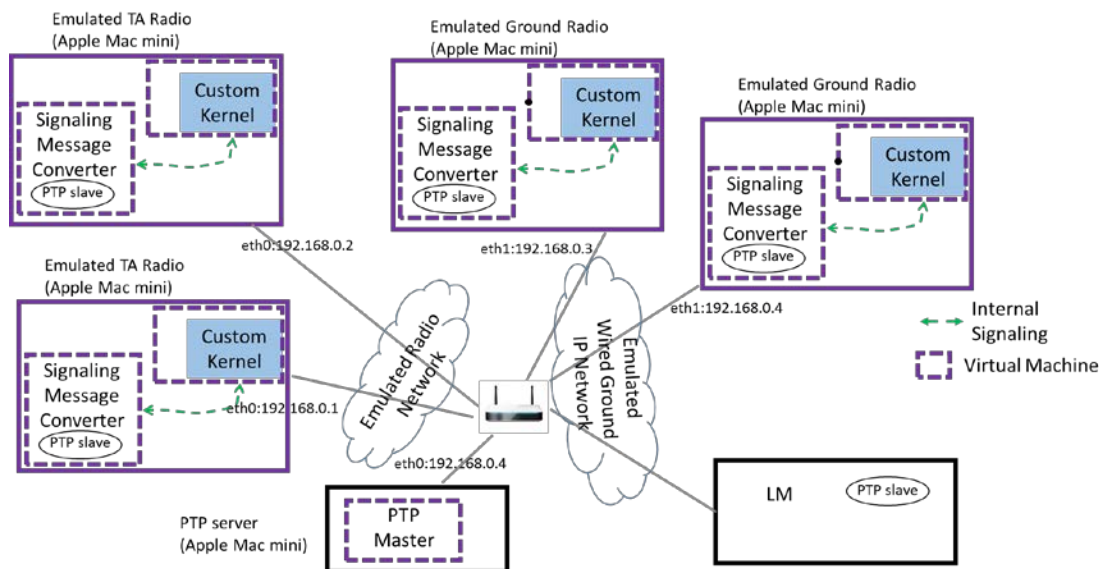 Emulated TA Radio
(Apple Mac mini)
Custom
Kernel
Signaling
Message
Converter
PTP slave
eth0:192.168.0.2
Emulated Ground Radio
(Apple Mac mini)
Custom
Kernel
Signaling
Message
Converter
PTP slave
eth1:192.168.0.3
Emulated Ground Radio
(Apple Mac mini)
Custom
Kernel
Signaling
Message
Converter
PTP slave
eth1:192.168.0.4
Emulated TA Radio
(Apple Mac mini)
Custom
Kernel
Signaling
Message
Converter
PTP slave
eth0:192.168.0.1
Emulated Radio
Network
Emulated
Wired Ground
IP Network
Internal
Signaling
Virtual Machine
eth0:192.168.0.4
PTP server
(Apple Mac mini)
PTP
Master
LM
PTP slave